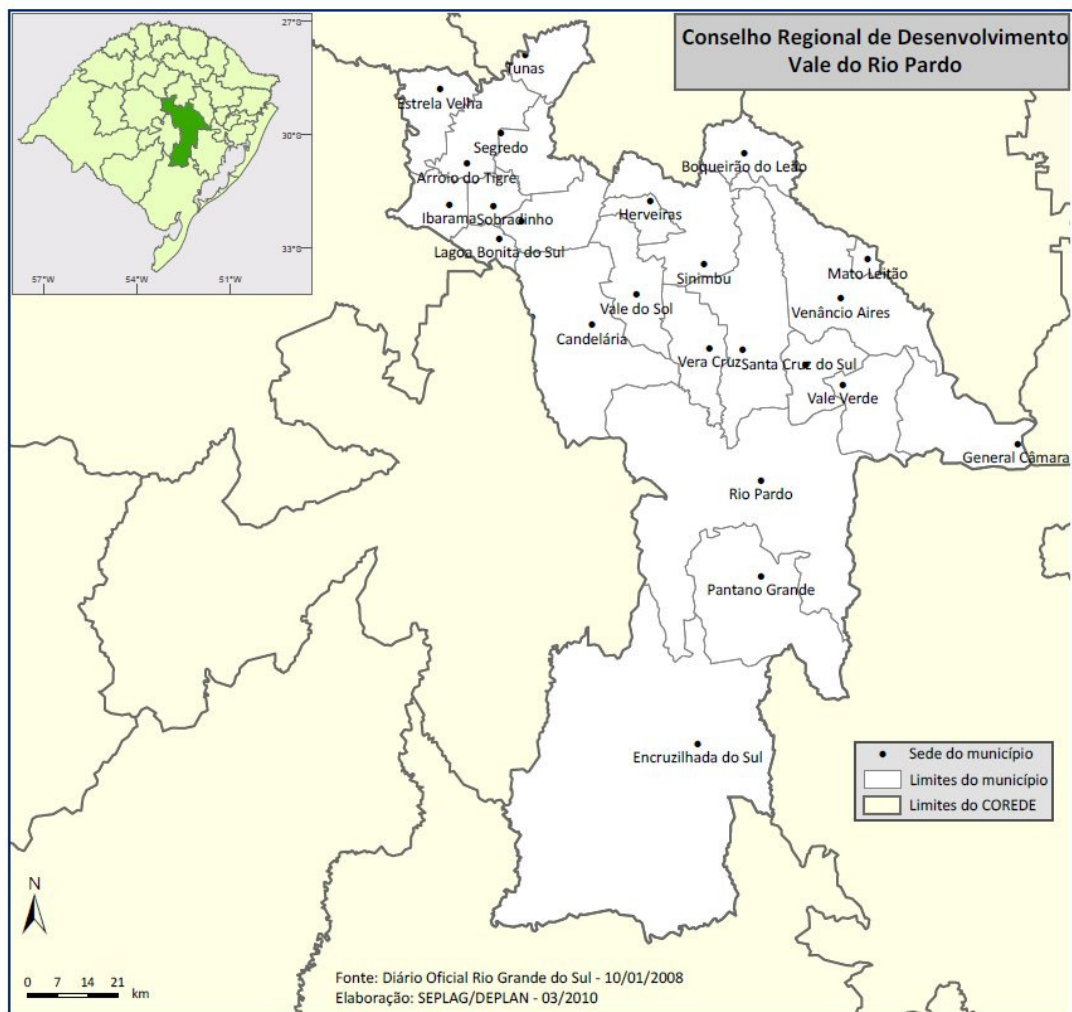 Conselho Regional de Desenvolvimento
Vale do Rio Pardo
27°S
30°S
33°S
57°W
54°W
51°W
Tunas
Estrela Velha
Segredo
Boqueirão do Leão
Arroio do Tigre
Ibarama
Sobradinho
Herveiras
Lagoa Bonita do Sul
Sinimbu
Mato Leitão
Vale do Sol
Venâncio Aires
Candelária
Vera Cruz
Santa Cruz do Sul
Vale Verde
General Câmara
Rio Pardo
Pantano Grande
Encruzilhada do Sul
Sede do município
Limites do município
Limites do COREDE
N
0 7 14 21
km
Fonte: Diário Oficial Rio Grande do Sul - 10/01/2008
Elaboração: SEPLAG/DEPLAN - 03/2010